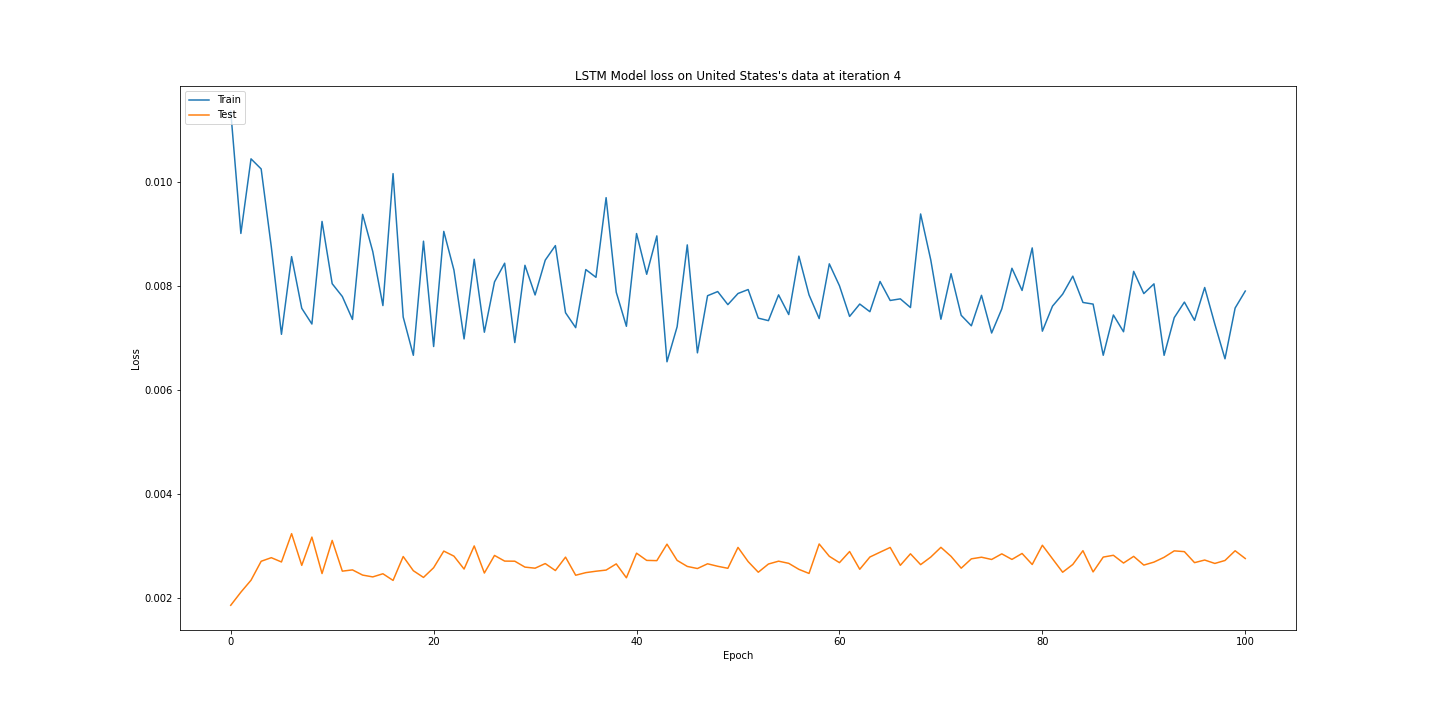 LSTM Model loss on United States's data at iteration 4
Train
Test
0.010
0.008
0.006
0.004
0.002
Loss
0 20 40 60 80 100
Epoch